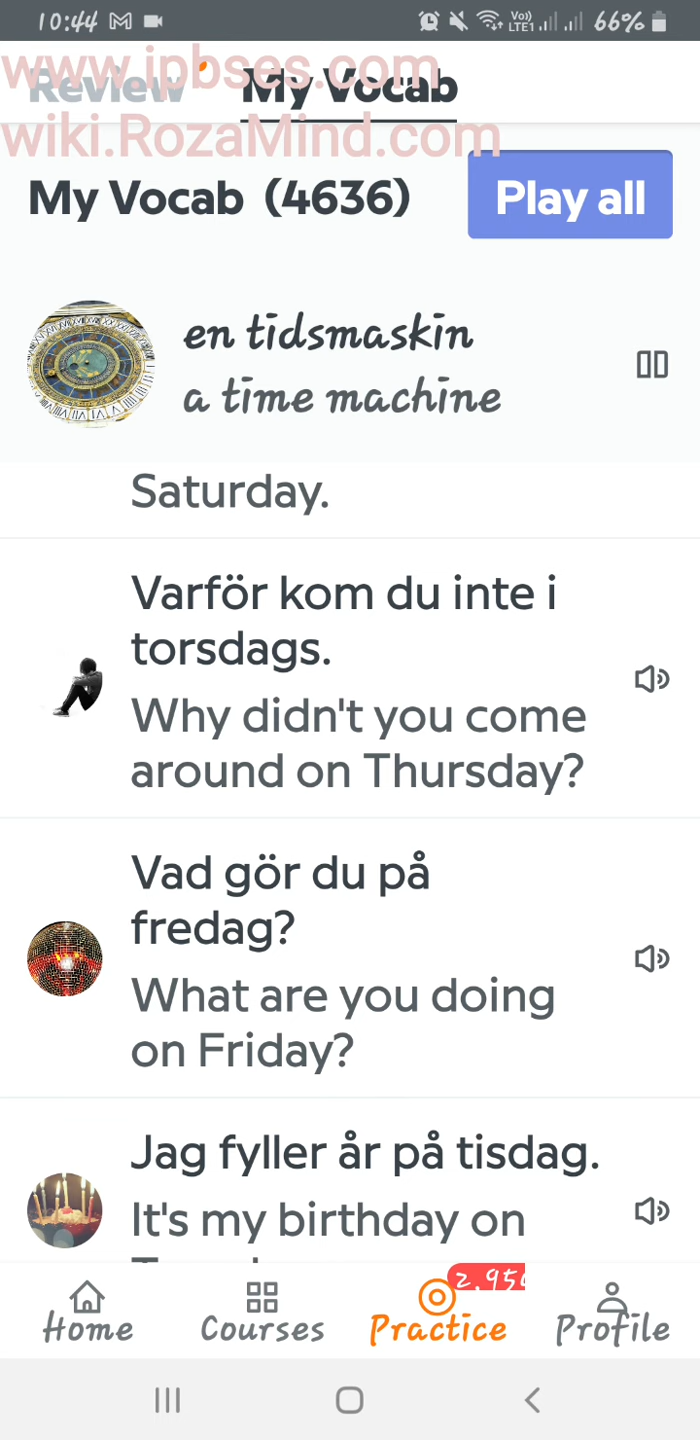 10:44
Vo)) LTE1 66%
www.ipbses.com
Review My Vocab
wiki.RozaMind.com
My Vocab (4636)
Play all
en tidsmaskin
a time machine
Saturday.
Varför kom du inte i
torsdags.
Why didn't you come
around on Thursday?
Vad gör du på
fredag?
What are you doing
on Friday?
Jag fyller år på tisdag.
It's my birthday on
Home Courses Practice Profile